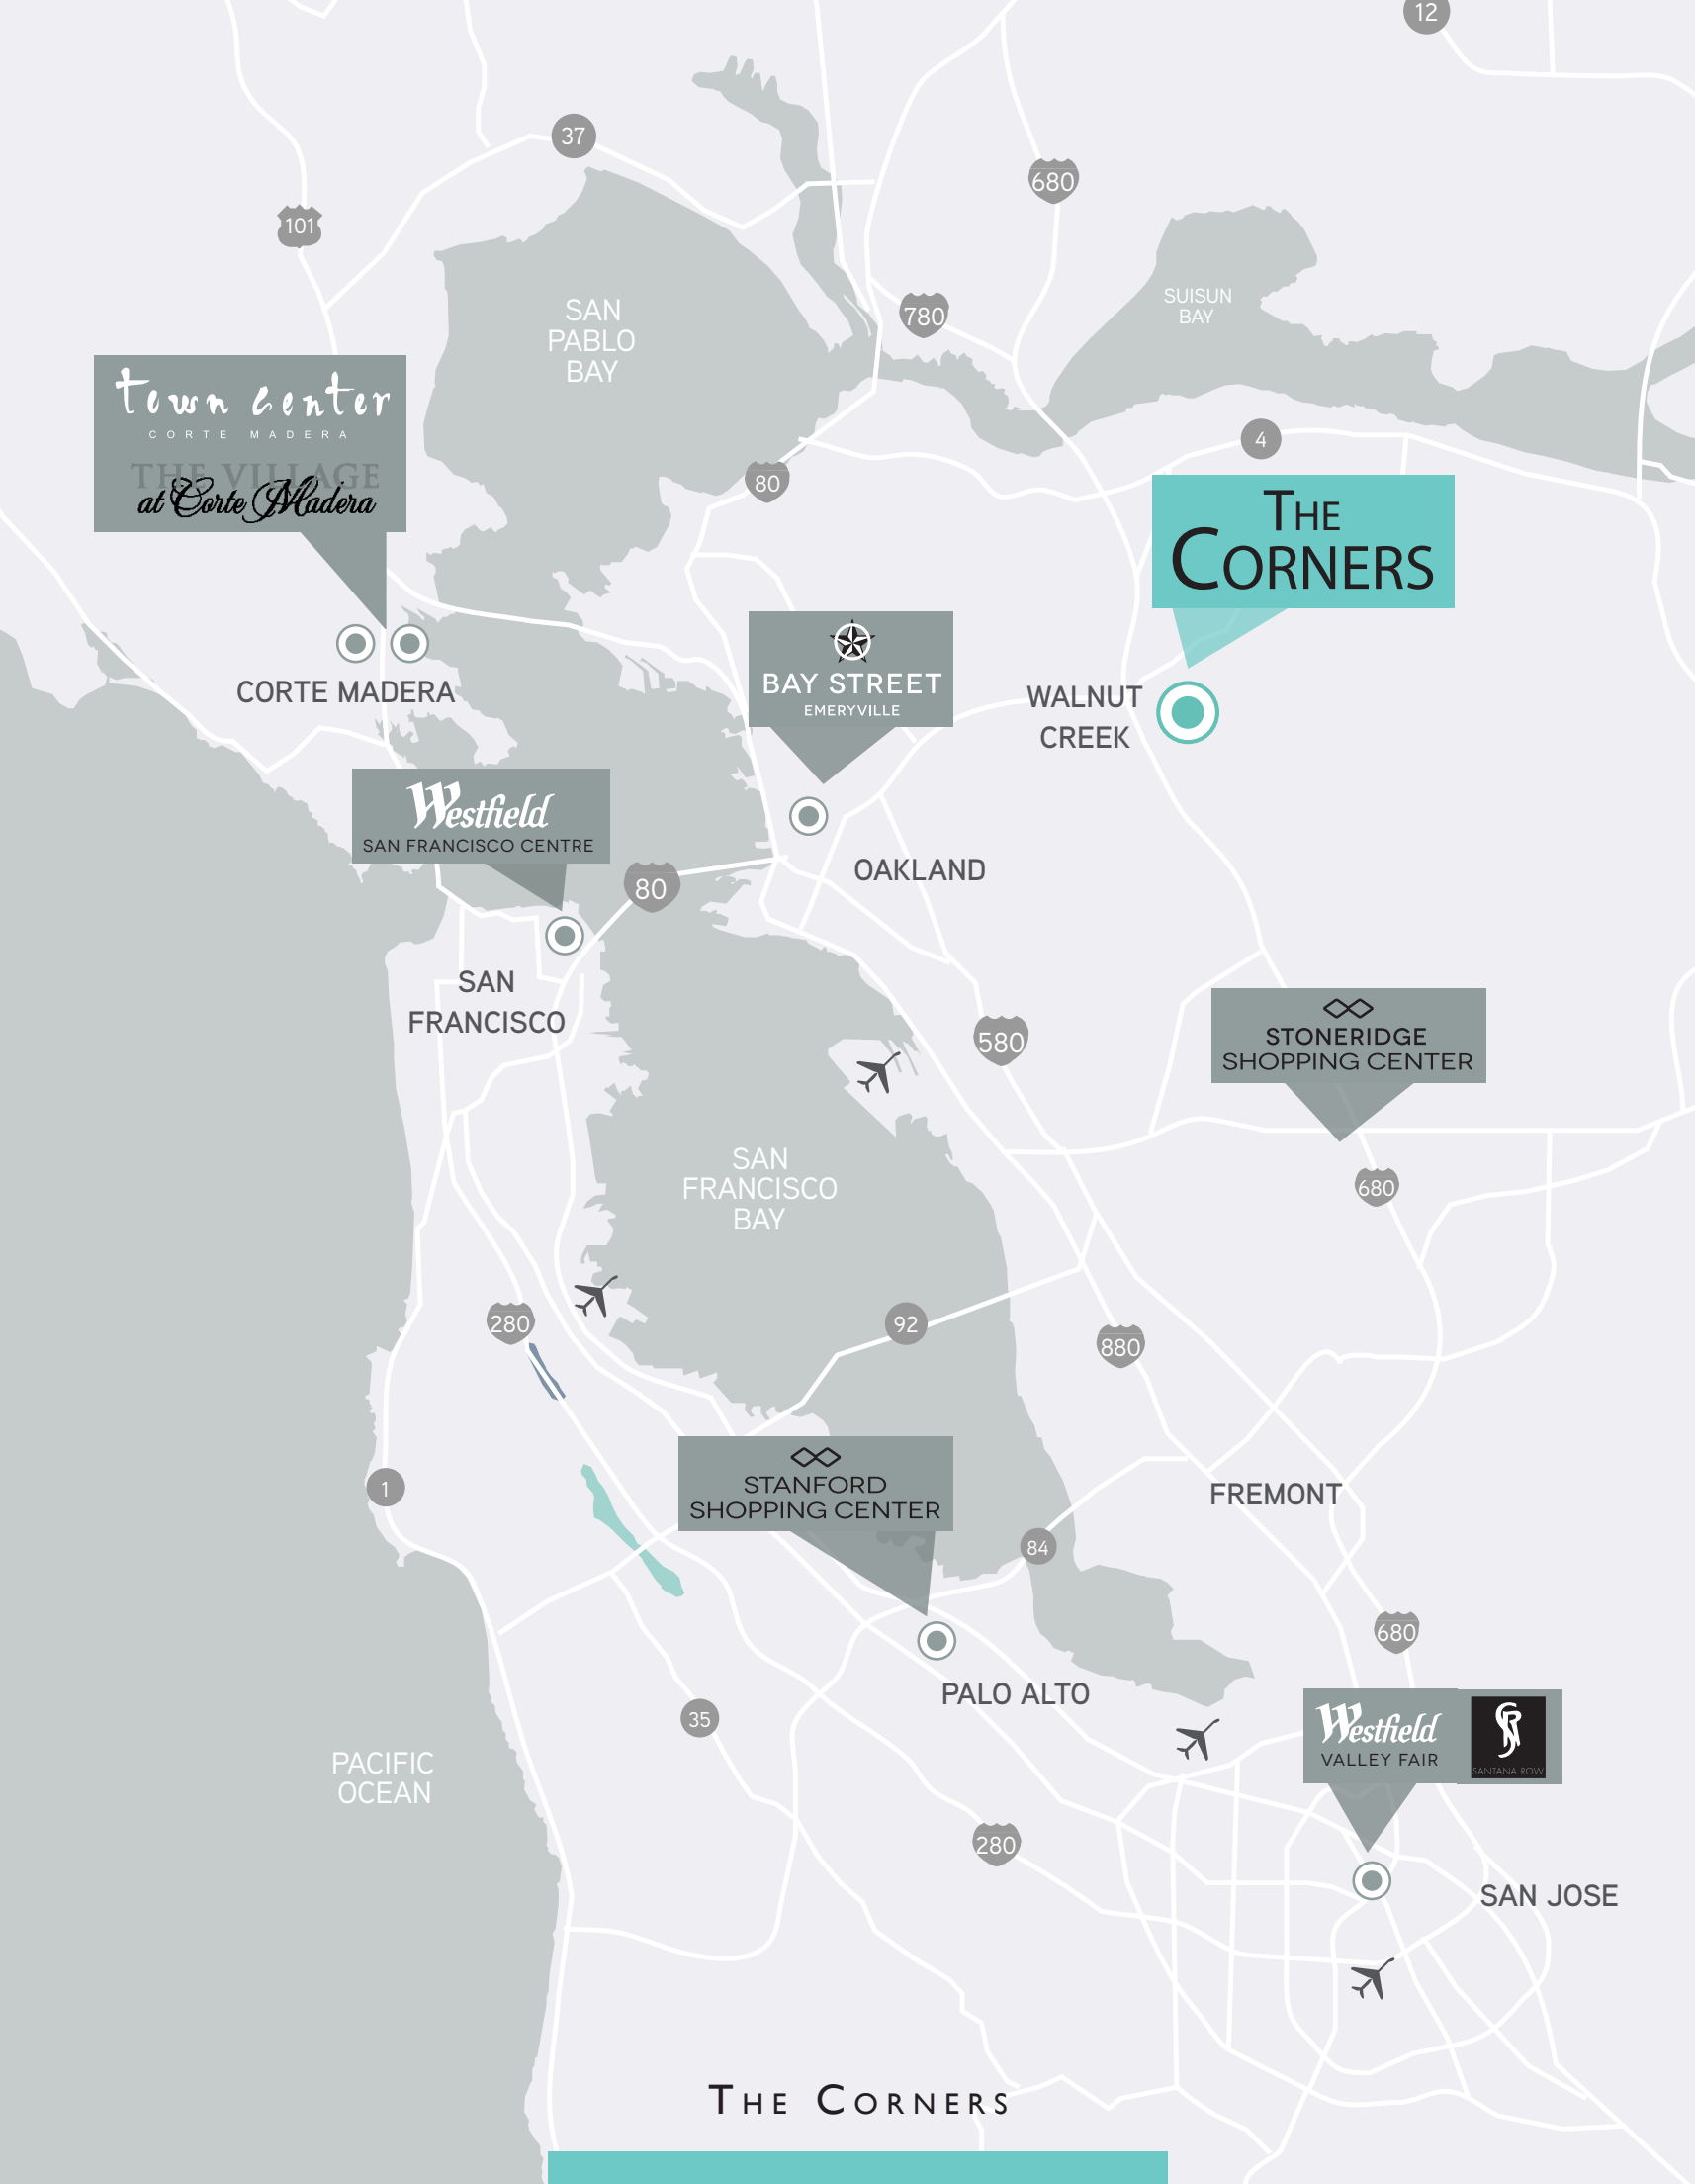 12
37
680
101
780
SUISUN
BAY
SAN
PABLO
BAY
town center
CORTE MADERA
THE VILLAGE
at Corte Madera
4
80
THE
CORNERS
BAY STREET
EMERYVILLE
CORTE MADERA
WALNUT
CREEK
Westfield
SAN FRANCISCO CENTRE
80
OAKLAND
SAN
FRANCISCO
580
STONERIDGE
SHOPPING CENTER
SAN
FRANCISCO
BAY
680
280
92
880
STANFORD
SHOPPING CENTER
1
FREMONT
84
680
PALO ALTO
35
Westfield
VALLEY FAIR
SR
SANTANA ROW
PACIFIC
OCEAN
280
SAN JOSE
THE CORNERS